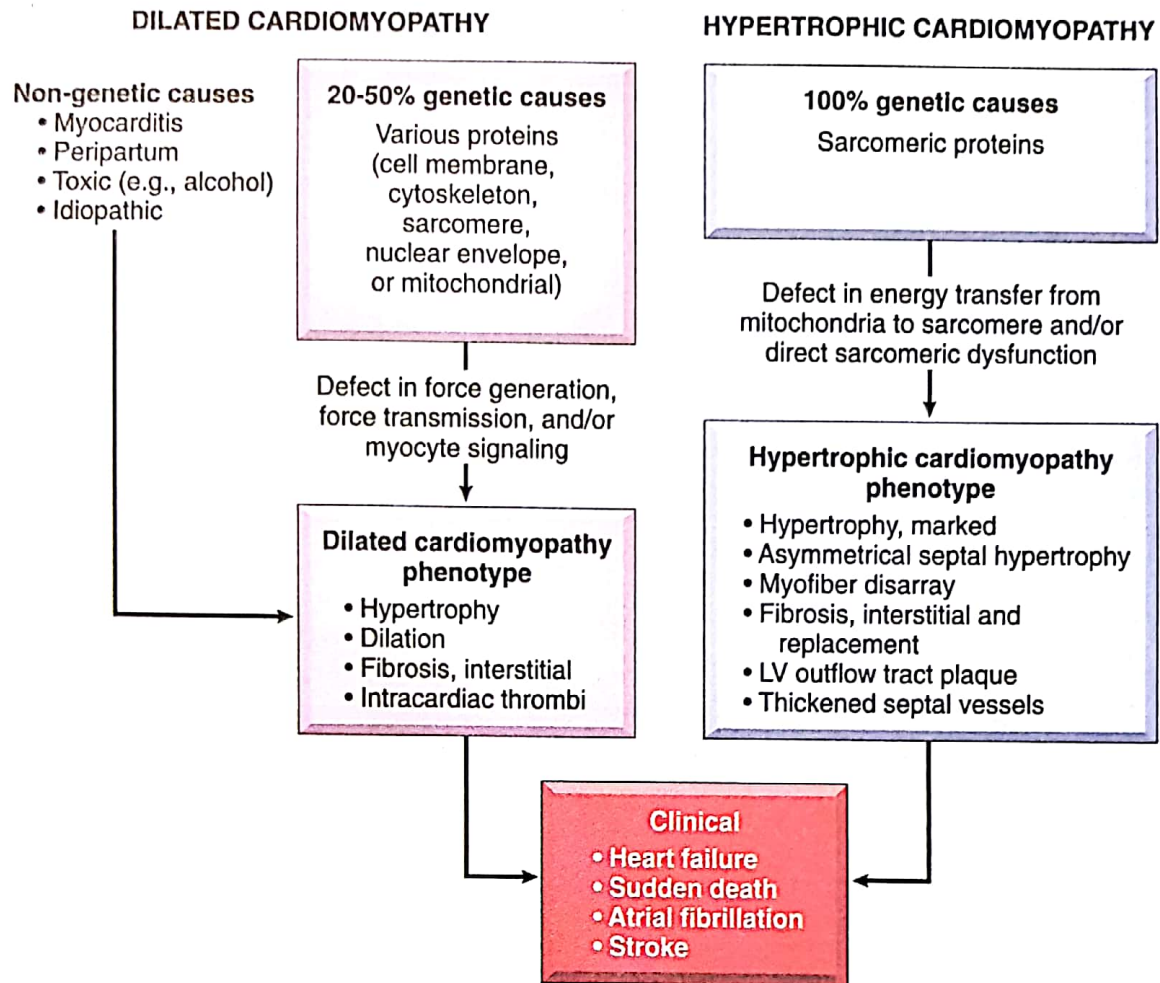 DILATED CARDIOMYOPATHY
Non-genetic causes
• Myocarditis
• Peripartum
• Toxic (e.g., alcohol)
• Idiopathic
20-50% genetic causes
Various proteins
(cell membrane,
cytoskeleton,
sarcomere,
nuclear envelope,
or mitochondrial)
Defect in force generation,
force transmission, and/or
myocyte signaling
Dilated cardiomyopathy
phenotype
• Hypertrophy
• Dilation
• Fibrosis, interstitial
• Intracardiac thrombi
HYPERTROPHIC CARDIOMYOPATHY
100% genetic causes
Sarcomeric proteins
Defect in energy transfer from
mitochondria to sarcomere and/or
direct sarcomeric dysfunction
Hypertrophic cardiomyopathy
phenotype
• Hypertrophy, marked
• Asymmetrical septal hypertrophy
• Myofiber disarray
• Fibrosis, interstitial and
replacement
• LV outflow tract plaque
• Thickened septal vessels
Clinical
• Heart failure
• Sudden death
• Atrial fibrillation
• Stroke